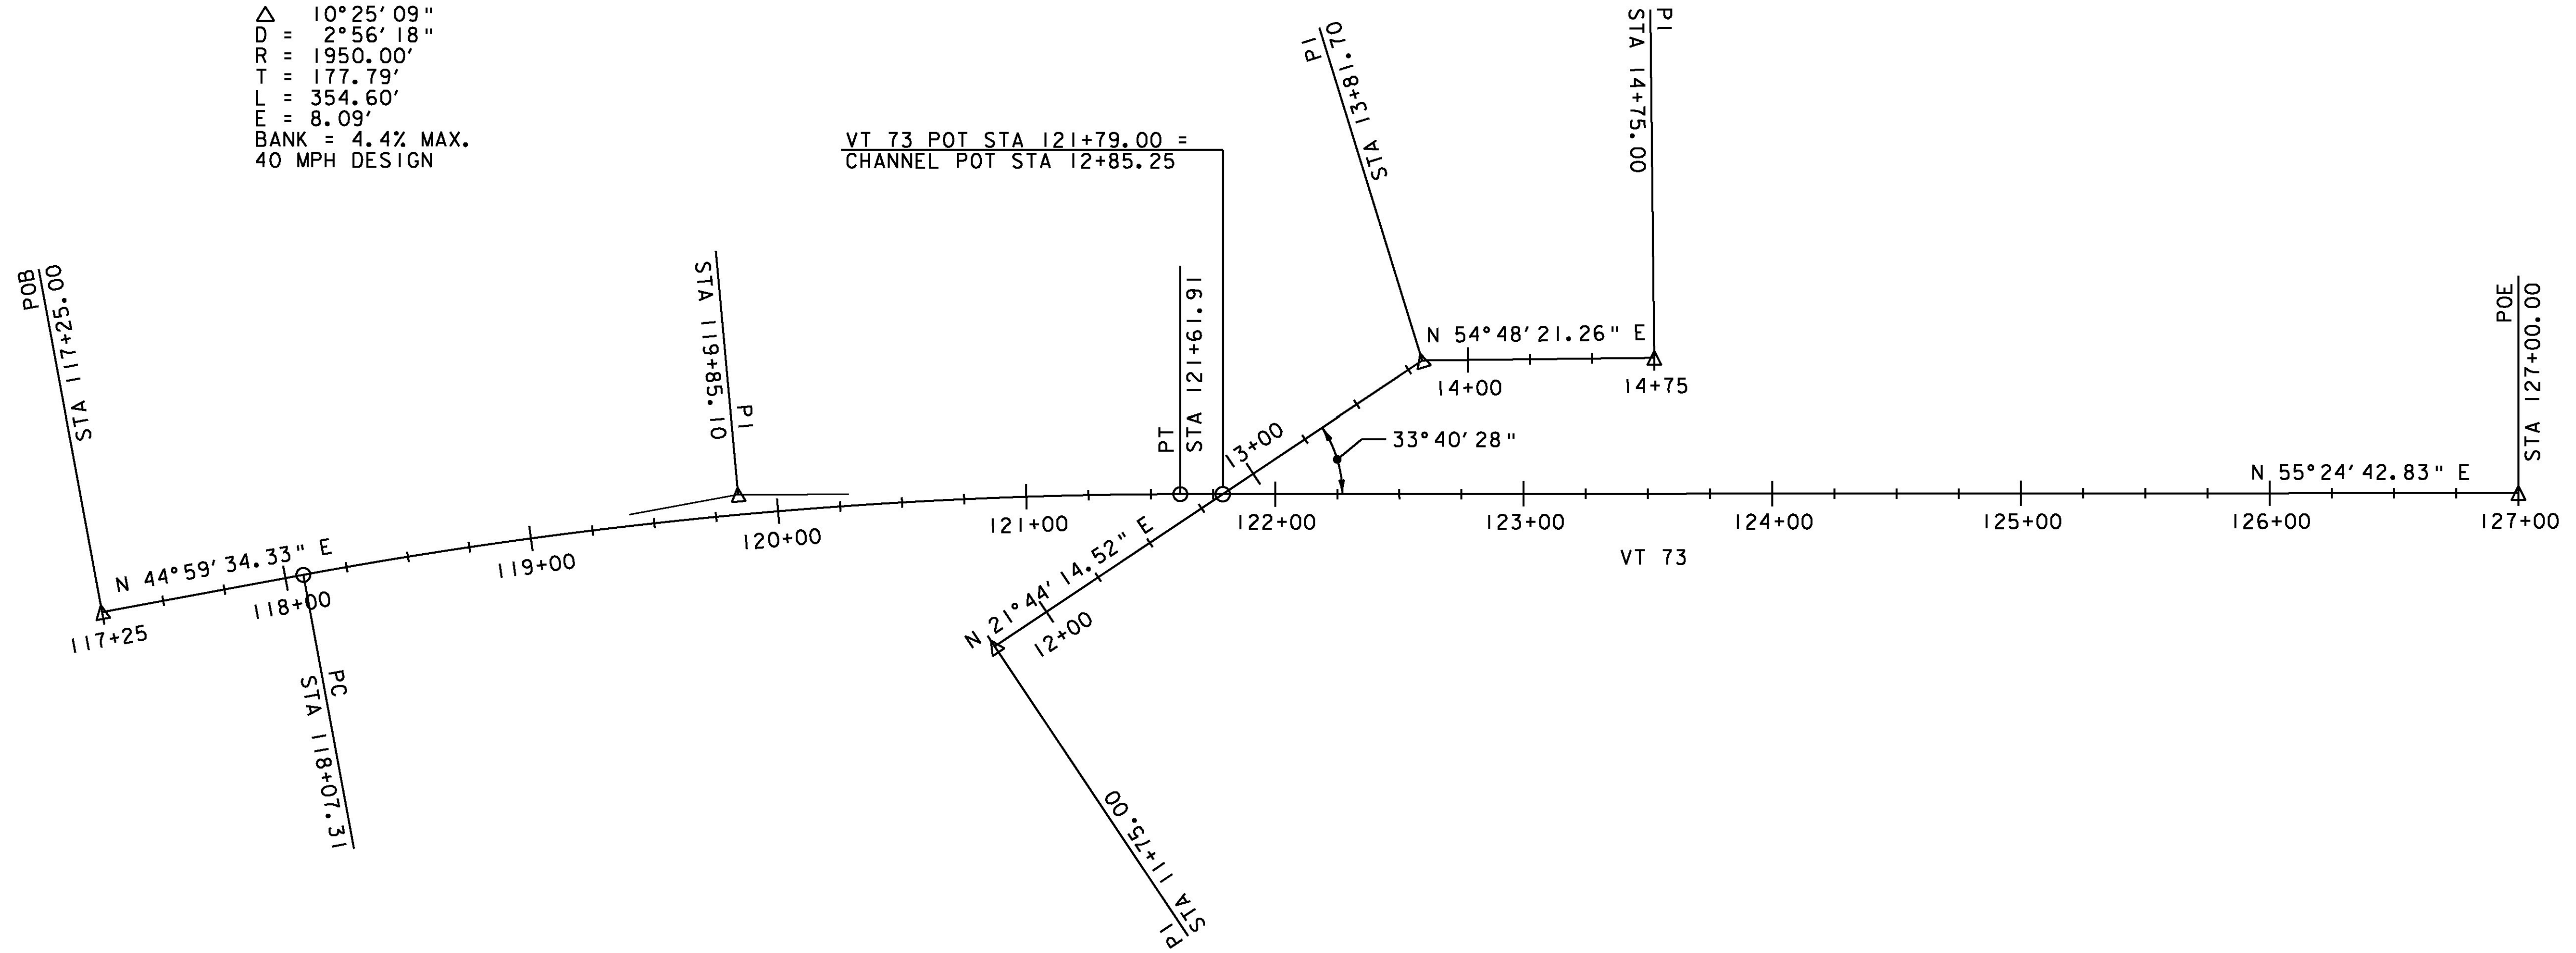 △ 10°25'09"
D = 2°56'18"
R = 1950.00'
T = 177.79'
L = 354.60'
E = 8.09'
BANK = 4.4% MAX.
40 MPH DESIGN
VT 73 POT STA 121+79.00 =
CHANNEL POT STA 12+85.25
POB
STA 117+25.00
N 44°59'34.33" E
117+25
118+00
PC
STA 118+07.31
119+00
STA 119+85.10
PI
120+00
121+00
PT
STA 121+61.91
PI
STA 13+81.70
PI
STA 14+75.00
N 54°48'21.26" E
14+00
14+75
13+00
33°40'28"
N 21°44'14.52" E
12+00
STA 11+75.00
PI
122+00
123+00
124+00
125+00
126+00
127+00
VT 73
N 55°24'42.83" E
POE
STA 127+00.00